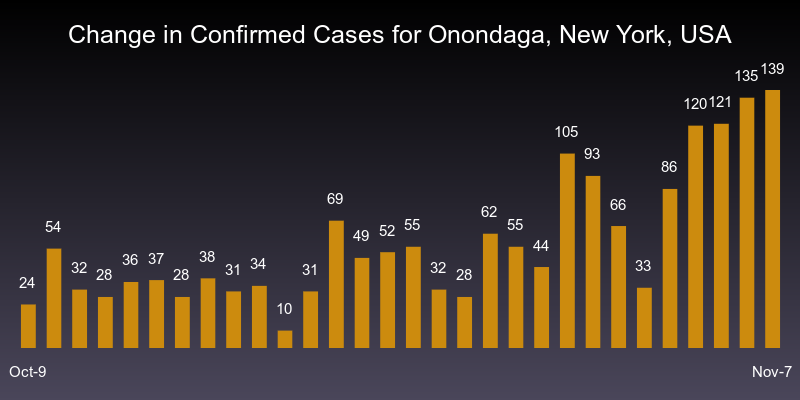 Change in Confirmed Cases for Onondaga, New York, USA
24 54 32 28 36 37 28 38 31 34 10 31 69 49 52 55 32 28 62 55 44 105 93 66 33 86 120 121 135 139
Oct-9 Nov-7